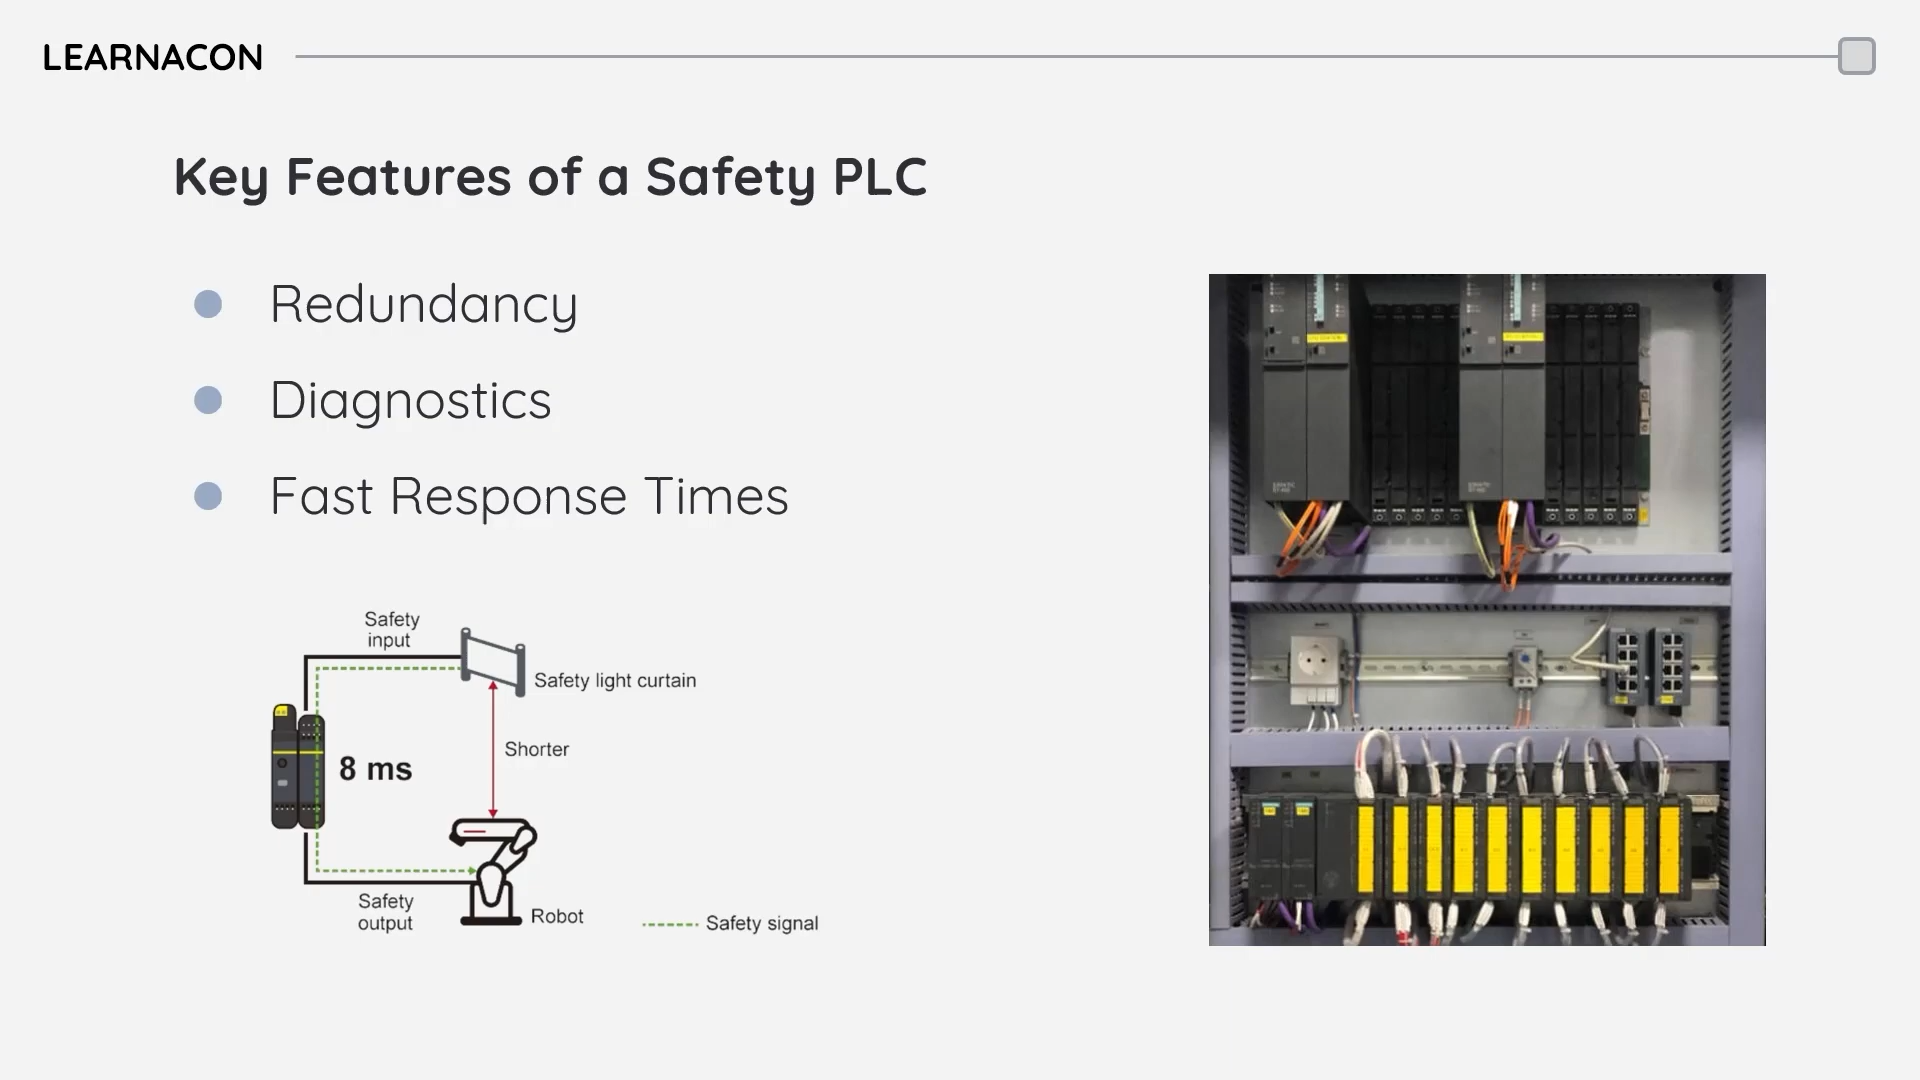 LEARNACON
Key Features of a Safety PLC
Redundancy
Diagnostics
Fast Response Times
Safety
input
Safety light curtain
Shorter
8 ms
Safety
output
Robot
Safety signal